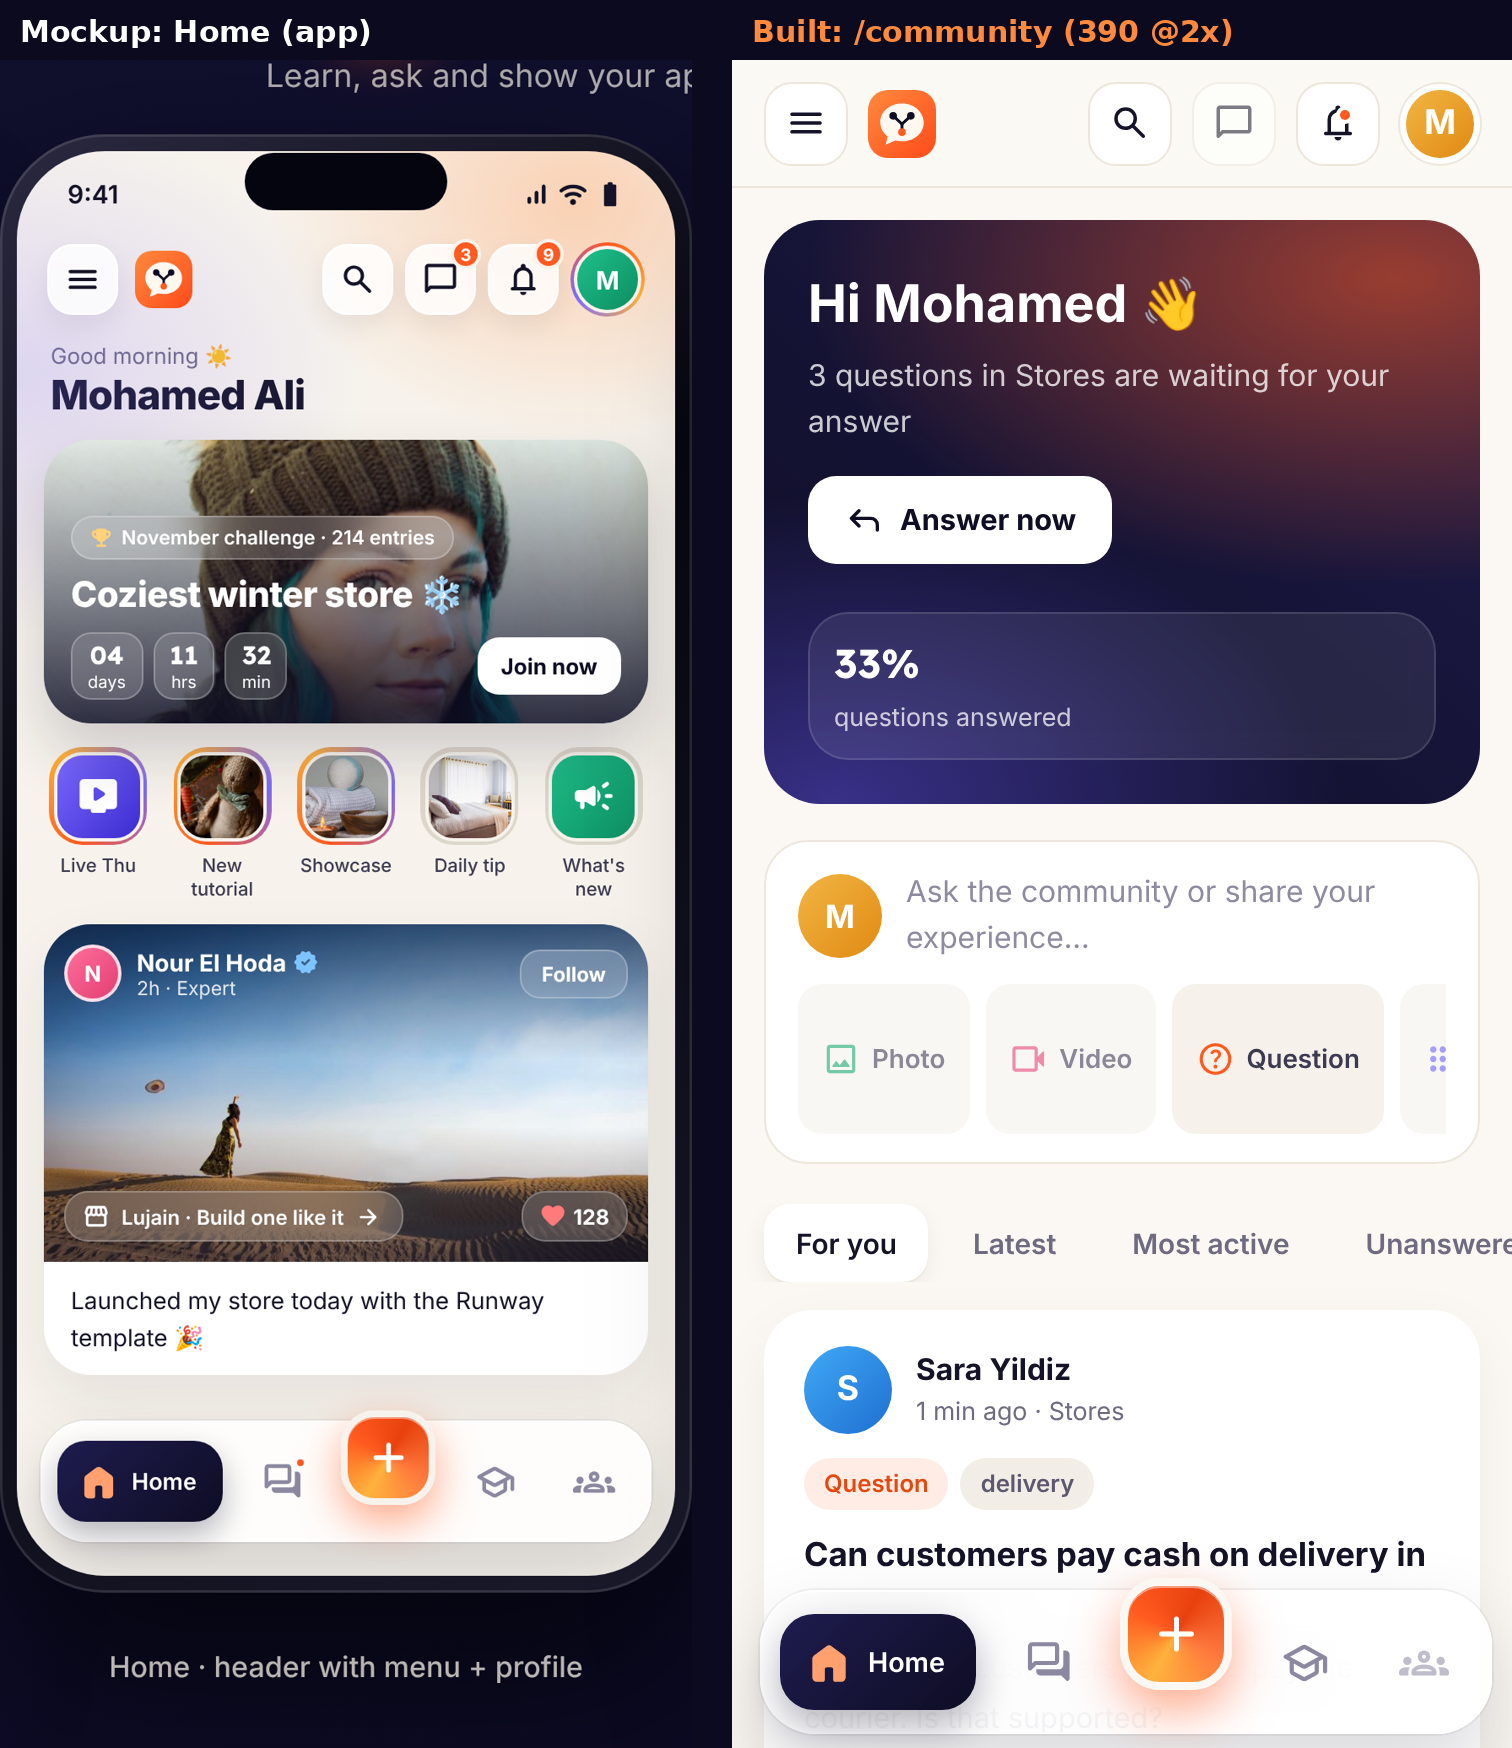 Mockup: Home (app)
Learn, ask and show your ap
9:41
3
9
M
Good morning ☀️
Mohamed Ali
November challenge · 214 entries
Coziest winter store ❄️
04 days
11 hrs
32 min
Join now
Live Thu
New tutorial
Showcase
Daily tip
What's new
N
Nour El Hoda
2h · Expert
Follow
Lujain · Build one like it →
128
Launched my store today with the Runway
template 🎉
Home
Home · header with menu + profile
Built: /community (390 @2x)
M
Hi Mohamed 👋
3 questions in Stores are waiting for your
answer
Answer now
33%
questions answered
M
Ask the community or share your
experience...
Photo
Video
Question
For you
Latest
Most active
Unanswere
S
Sara Yildiz
1 min ago · Stores
Question
delivery
Can customers pay cash on delivery in
courier. Is that supported?
Home